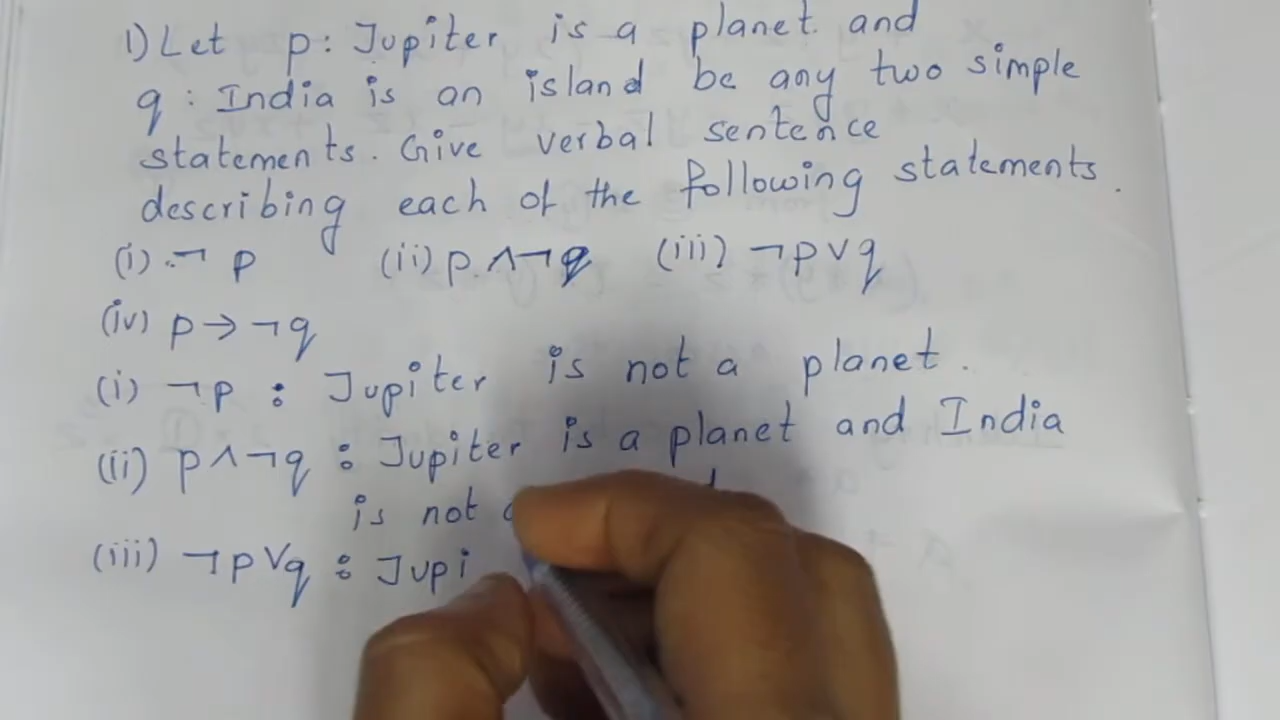 1) Let p: Jupiter is a planet and
q : India is an island be any two simple
statements. Give verbal sentence
describing each of the following statements.
(i) ¬ p (ii) p ∧ ¬ q (iii) ¬ p ∨ q
(iv) p → ¬ q
(i) ¬ p : Jupiter is not a planet.
(ii) p ∧ ¬ q : Jupiter is a planet and India
is not
(iii) ¬ p ∨ q : Jupi